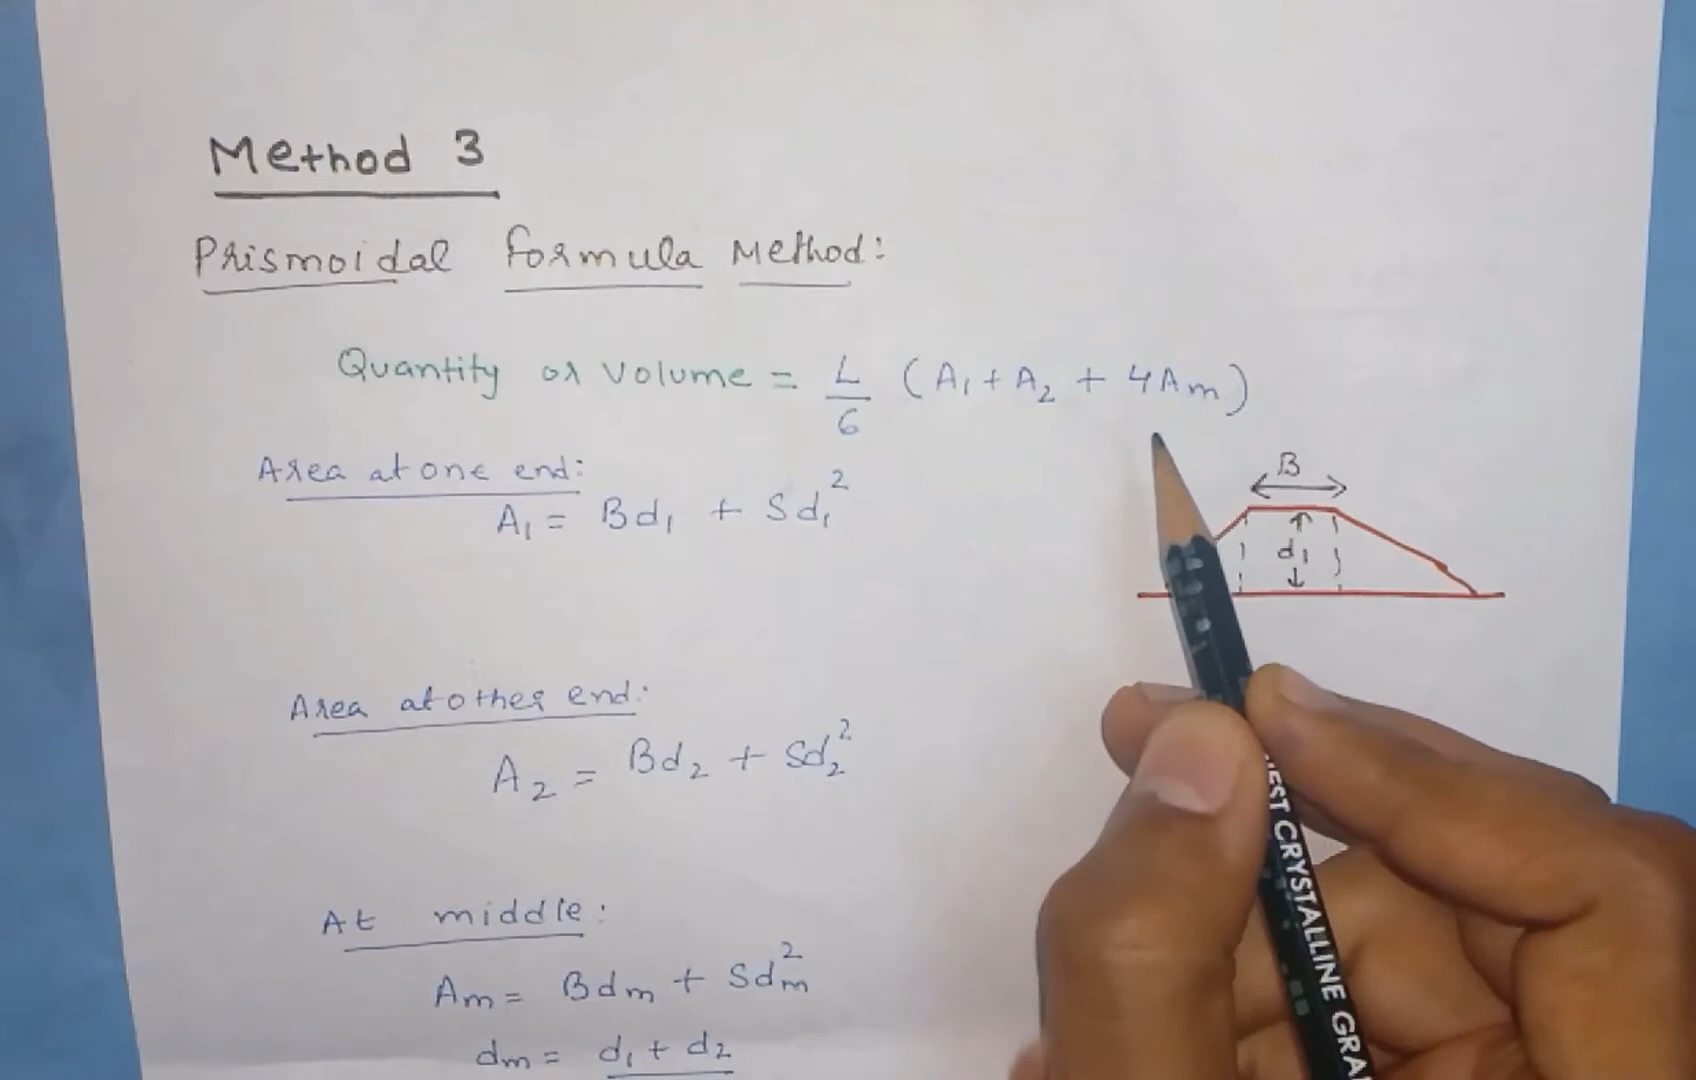 Method 3
Prismoidal formula Method:
Quantity or Volume = L/6 (A₁ + A₂ + 4Am)
Area at one end:
A₁ = Bd₁ + Sd₁²
B
d₁
Area at other end:
A₂ = Bd₂ + Sd₂²
At middle:
Am = Bdm + Sdm²
dm = d₁ + d₂
CRYSTALLINE